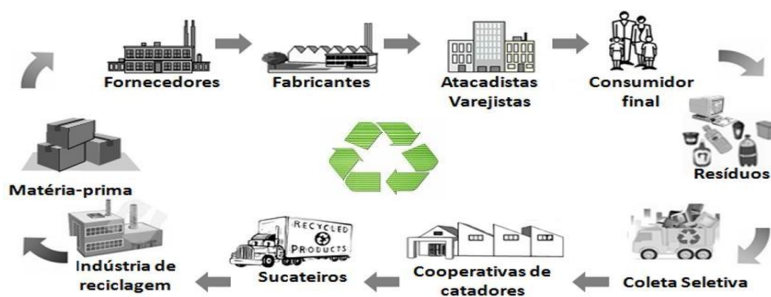 Fornecedores
Fabricantes
Atacadistas
Varejistas
Consumidor
final
Resíduos
Matéria-prima
RECYCLED
PRODUCTS
Indústria de
reciclagem
Sucateiros
Cooperativas de
catadores
Coleta Seletiva